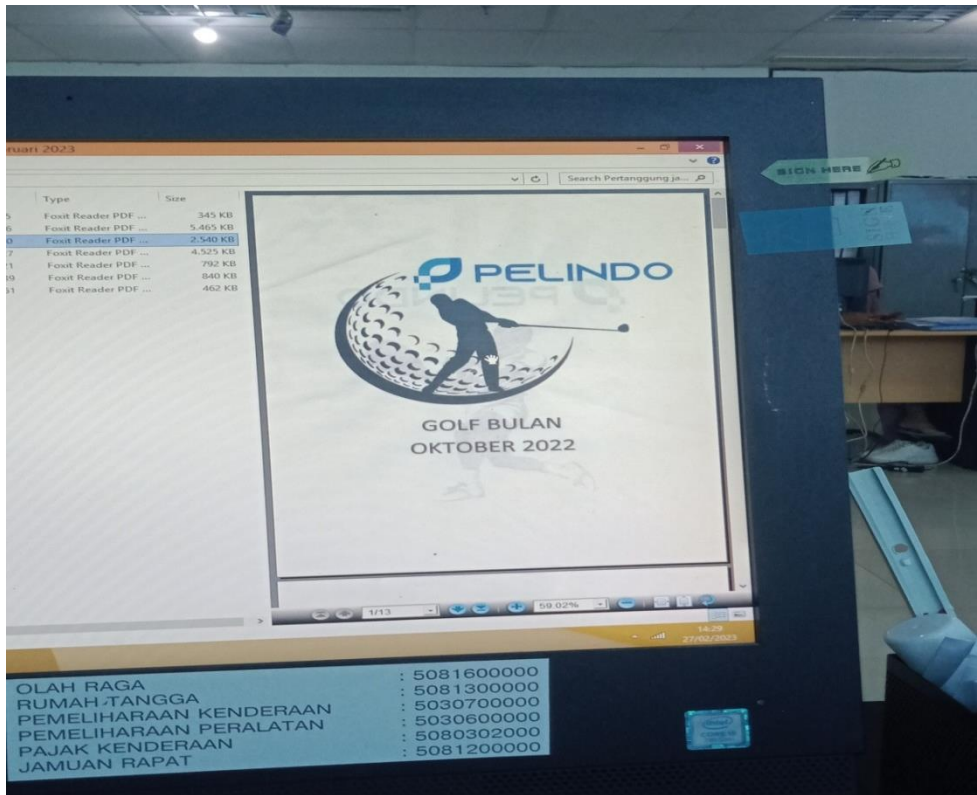 ruari 2023
Search Pertanggung ja...
Type Size
Foxit Reader PDF ... 345 KB
Foxit Reader PDF ... 5.465 KB
Foxit Reader PDF ... 2.540 KB
Foxit Reader PDF ... 4.525 KB
Foxit Reader PDF ... 792 KB
Foxit Reader PDF ... 840 KB
Foxit Reader PDF ... 462 KB
SIGN HERE
PELINDO
GOLF BULAN
OKTOBER 2022
1/13 59.02%
14:29
27/02/2023
OLAH RAGA : 5081600000
RUMAH TANGGA : 5081300000
PEMELIHARAAN KENDERAAN : 5030700000
PEMELIHARAAN PERALATAN : 5030600000
PAJAK KENDERAAN : 5080302000
JAMUAN RAPAT : 5081200000